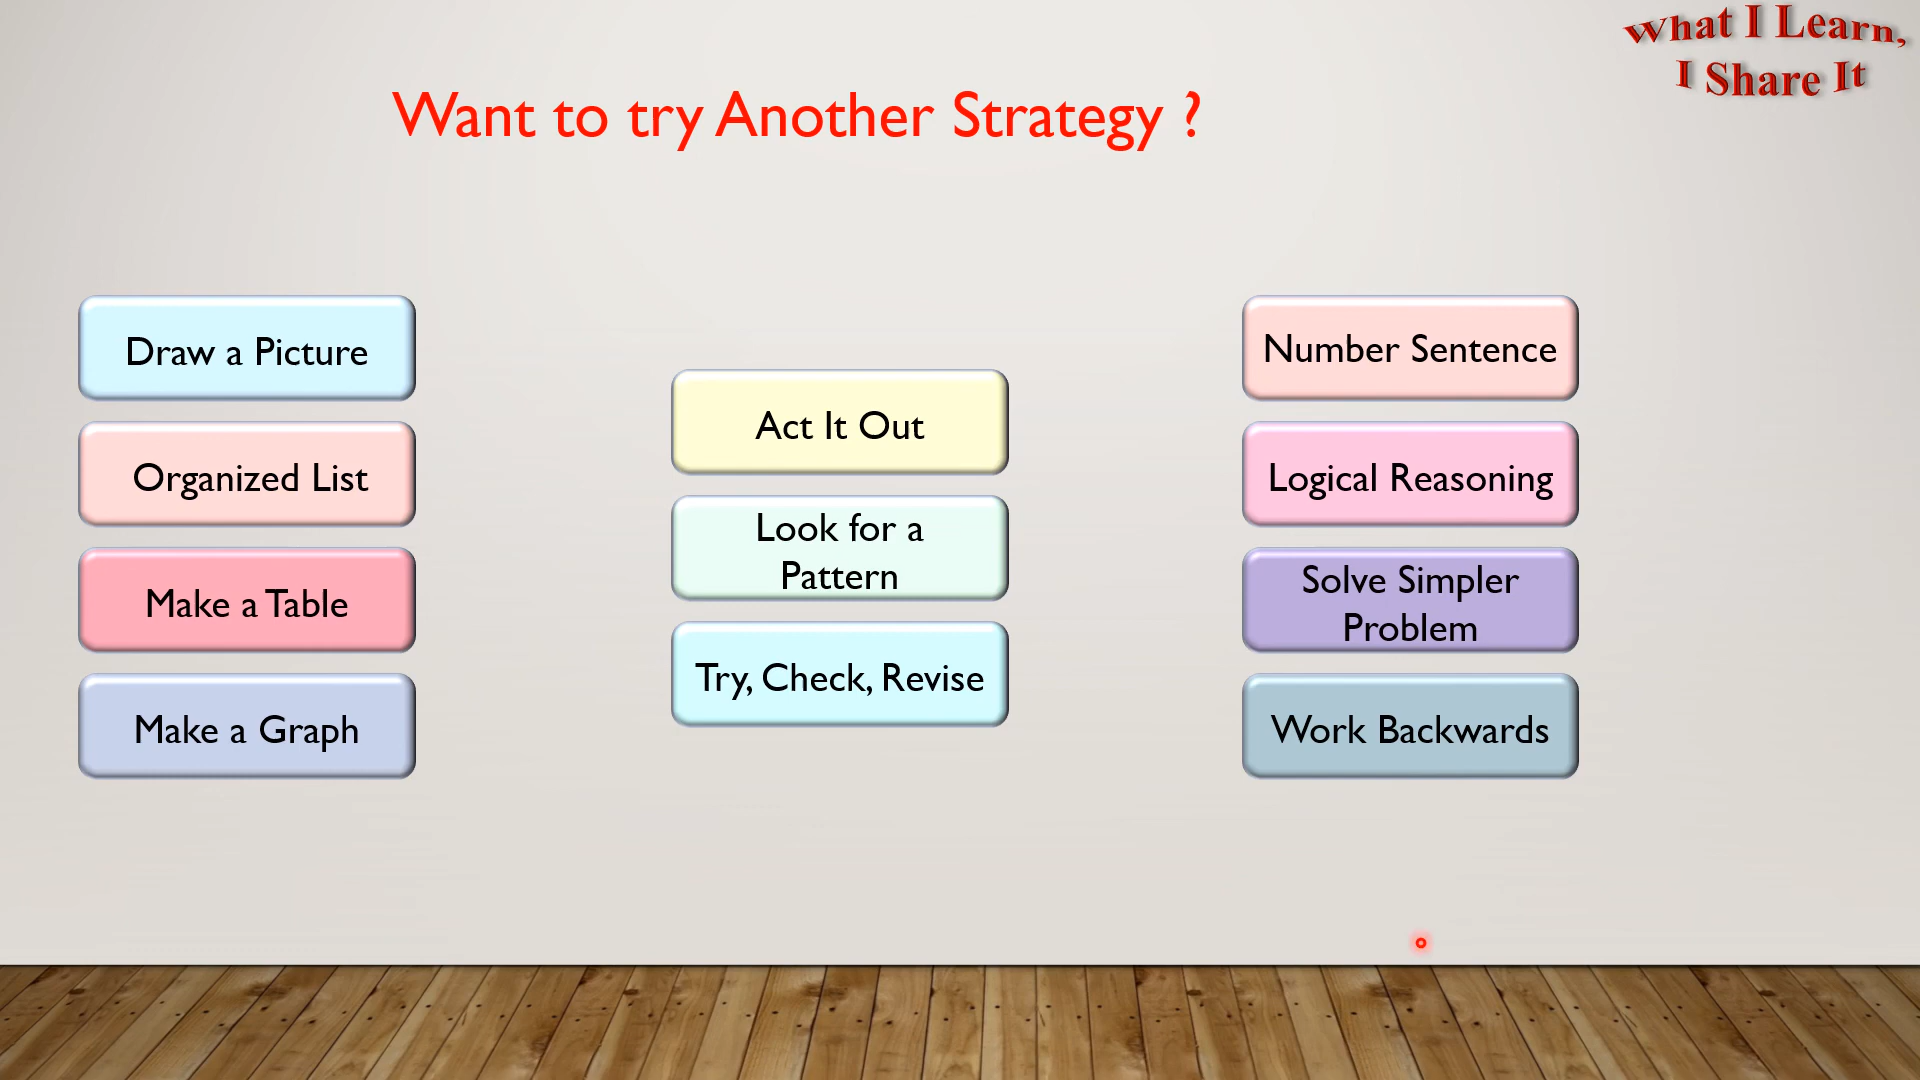 What I Learn,
I Share It
Want to try Another Strategy ?
Draw a Picture
Organized List
Make a Table
Make a Graph
Act It Out
Look for a
Pattern
Try, Check, Revise
Number Sentence
Logical Reasoning
Solve Simpler
Problem
Work Backwards